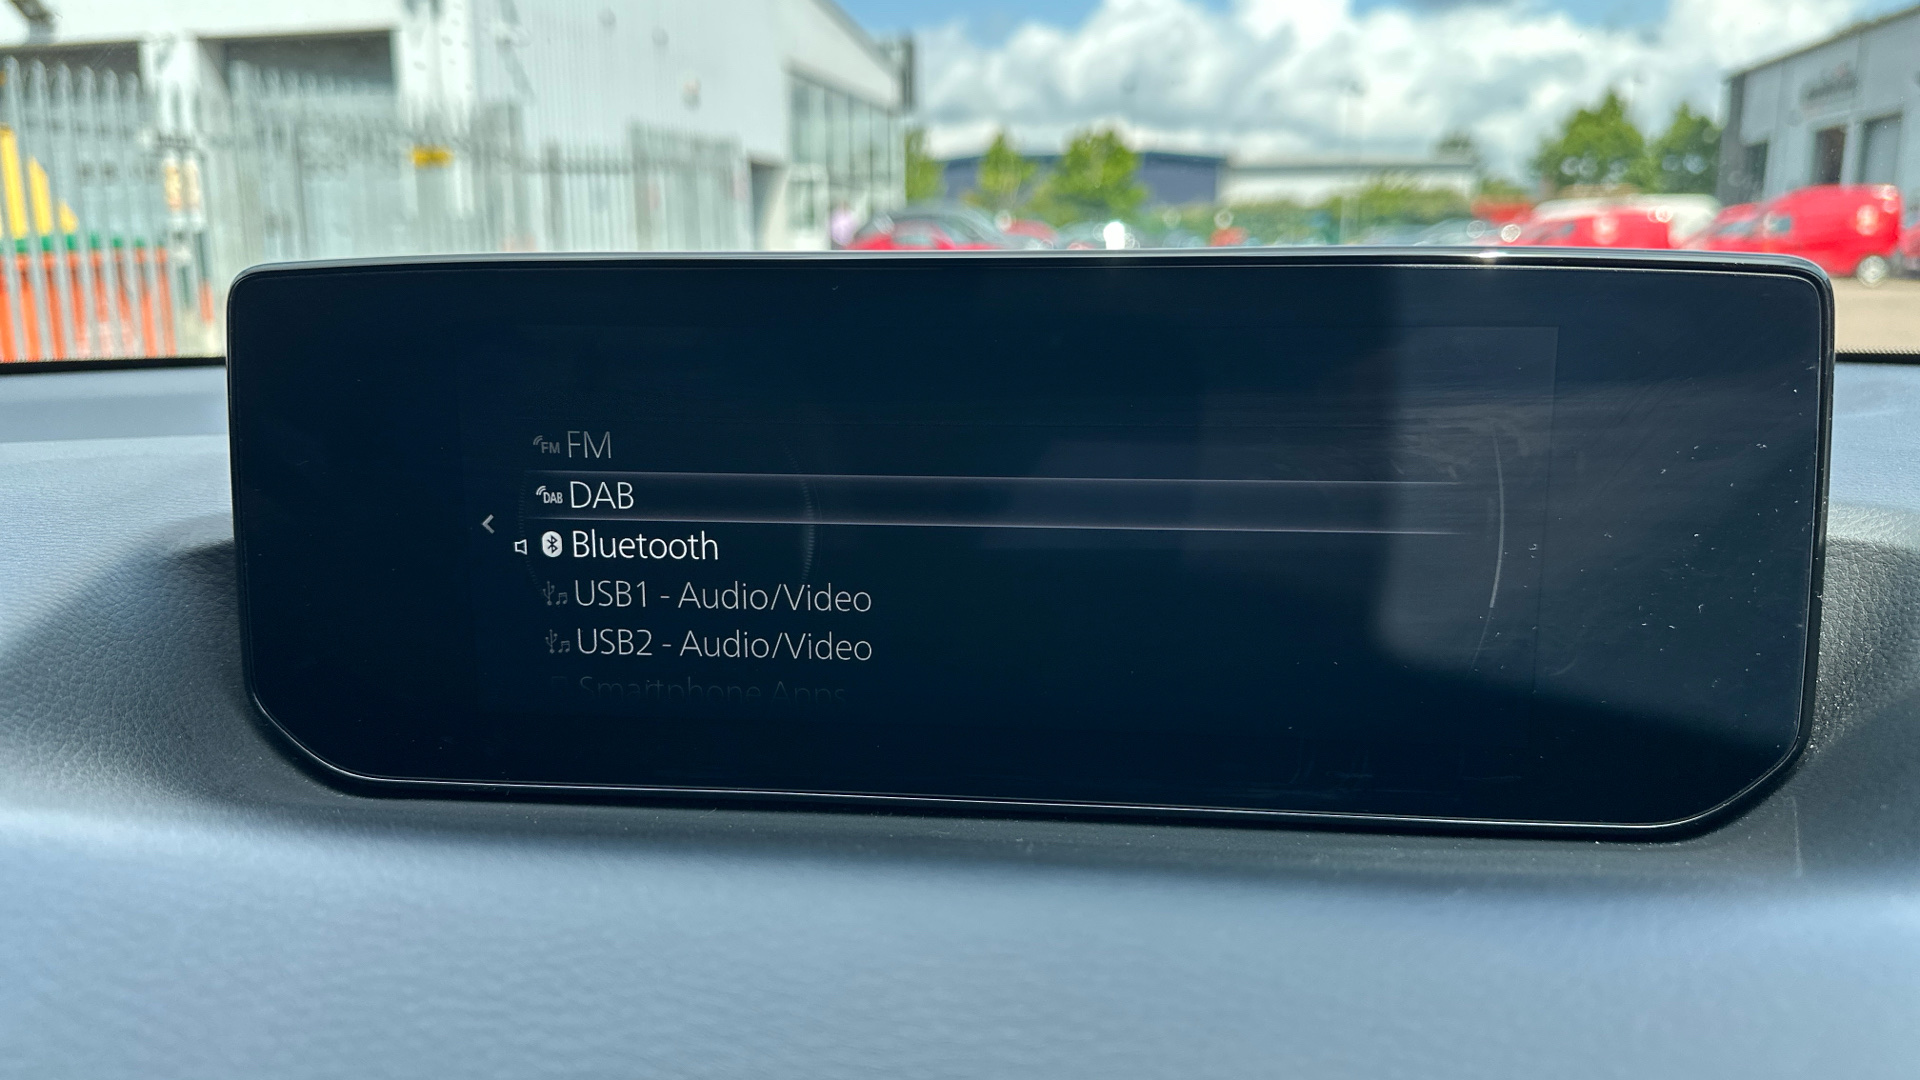 FM FM
DAB DAB
Bluetooth
USB1 - Audio/Video
USB2 - Audio/Video
Smartphone Apps